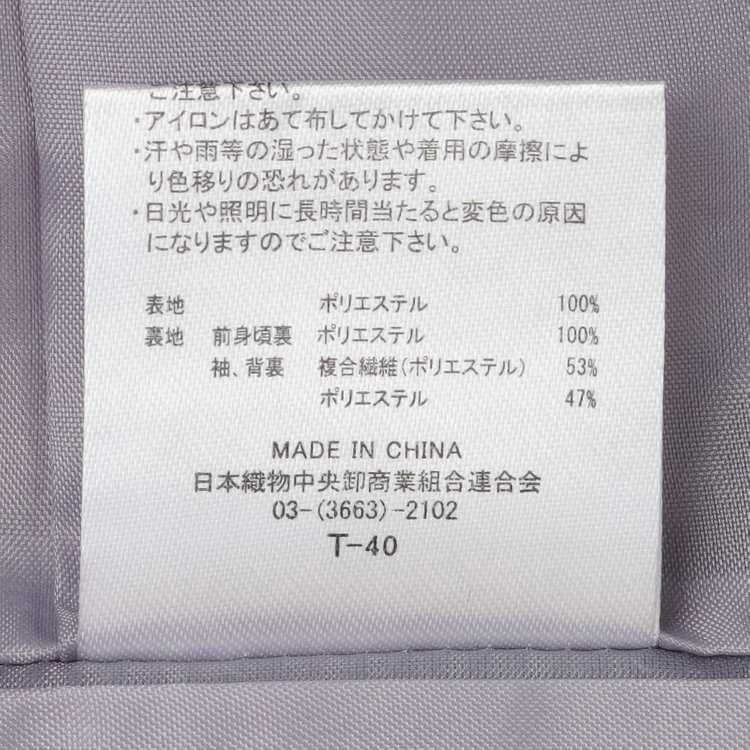 ご注意下さい。
・アイロンはあて布してかけて下さい。
・汗や雨等の湿った状態や着用の摩擦によ
り色移りの恐れがあります。
・日光や照明に長時間当たると変色の原因
になりますのでご注意下さい。
表地 ポリエステル 100%
裏地 前身頃裏 ポリエステル 100%
袖、背裏 複合繊維(ポリエステル) 53%
ポリエステル 47%
MADE IN CHINA
日本織物中央卸商業組合連合会
03-(3663)-2102
T-40